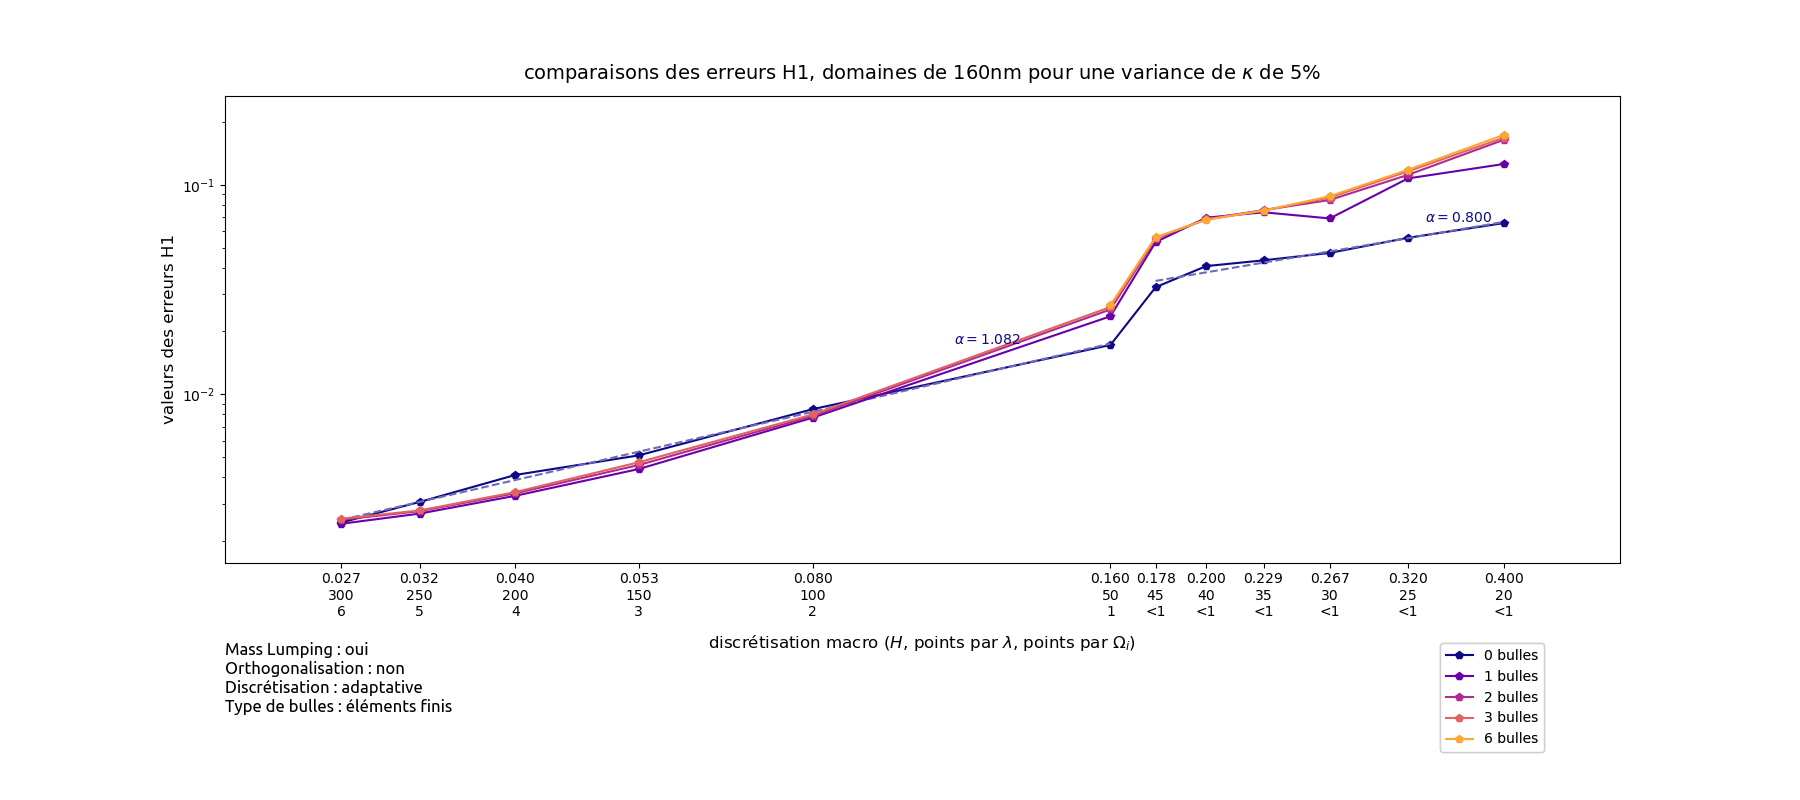 comparaisons des erreurs H1, domaines de 160nm pour une variance de κ de 5%
valeurs des erreurs H1
10⁻¹
10⁻²
α = 0.800
α = 1.082
0.027 0.032 0.040 0.053 0.080 0.160 0.178 0.200 0.229 0.267 0.320 0.400
300 250 200 150 100 50 45 40 35 30 25 20
6 5 4 3 2 1 <1 <1 <1 <1 <1 <1
discrétisation macro (H, points par λ, points par Ωᵢ)
Mass Lumping : oui
Orthogonalisation : non
Discrétisation : adaptative
Type de bulles : éléments finis
0 bulles
1 bulles
2 bulles
3 bulles
6 bulles